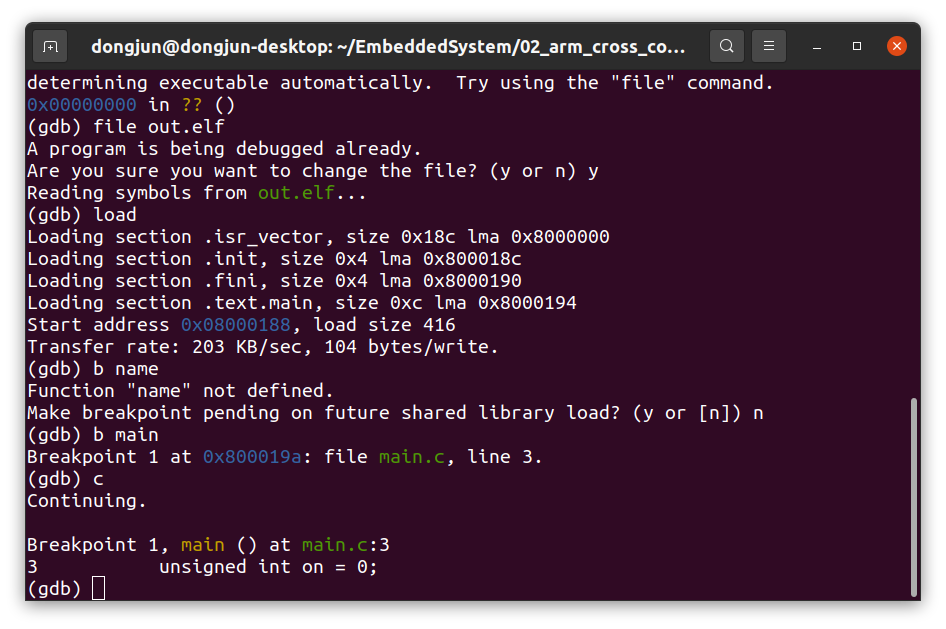 dongjun@dongjun-desktop: ~/EmbeddedSystem/02_arm_cross_co...
determining executable automatically.  Try using the "file" command.
0x00000000 in ?? ()
(gdb) file out.elf
A program is being debugged already.
Are you sure you want to change the file? (y or n) y
Reading symbols from out.elf...
(gdb) load
Loading section .isr_vector, size 0x18c lma 0x8000000
Loading section .init, size 0x4 lma 0x800018c
Loading section .fini, size 0x4 lma 0x8000190
Loading section .text.main, size 0xc lma 0x8000194
Start address 0x08000188, load size 416
Transfer rate: 203 KB/sec, 104 bytes/write.
(gdb) b name
Function "name" not defined.
Make breakpoint pending on future shared library load? (y or [n]) n
(gdb) b main
Breakpoint 1 at 0x800019a: file main.c, line 3.
(gdb) c
Continuing.
Breakpoint 1, main () at main.c:3
3           unsigned int on = 0;
(gdb)